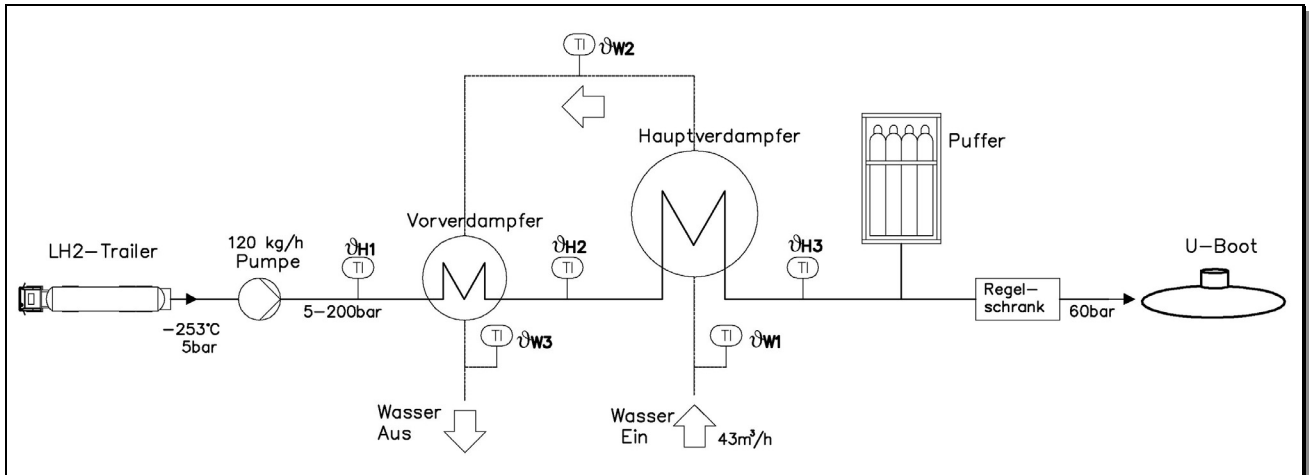 TI ϑW2
Hauptverdampfer
Puffer
Vorverdampfer
LH2-Trailer
120 kg/h
Pumpe
ϑH1
TI
ϑH2
TI
ϑH3
TI
U-Boot
-253°C
5bar
5-200bar
Regel-
schrank
60bar
TI ϑW3
TI ϑW1
Wasser
Aus
Wasser
Ein
43m³/h